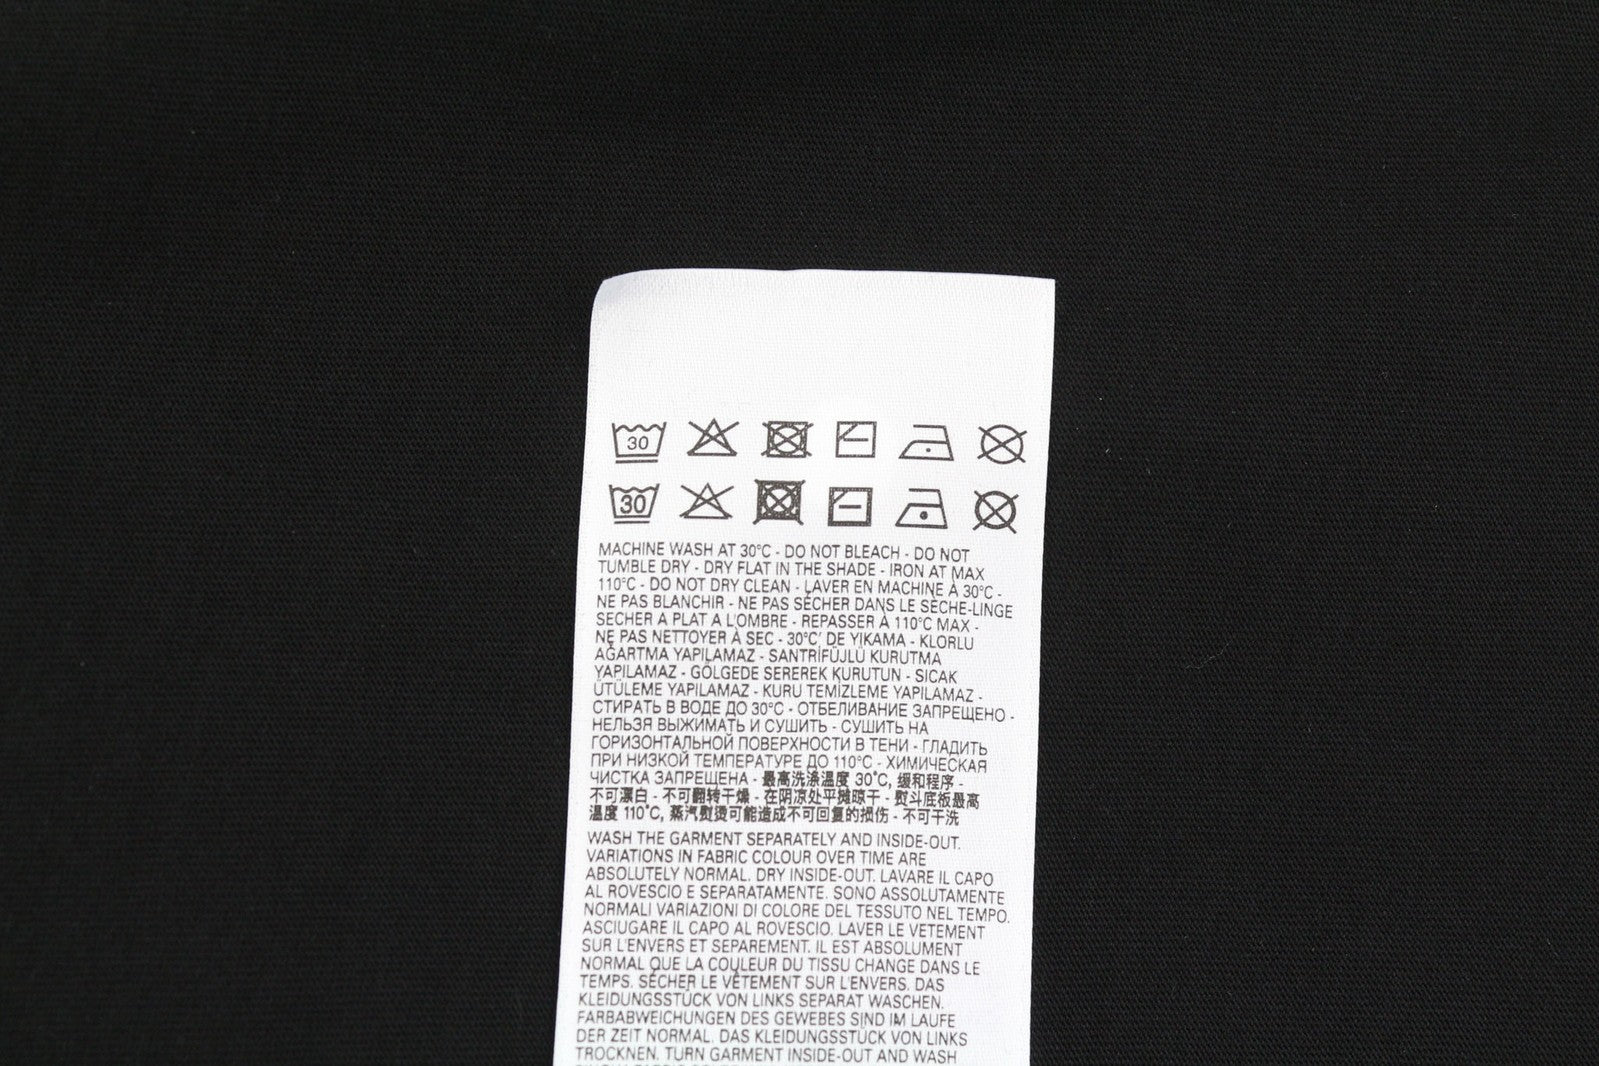 30
30
MACHINE WASH AT 30°C - DO NOT BLEACH - DO NOT
TUMBLE DRY - DRY FLAT IN THE SHADE - IRON AT MAX
110°C - DO NOT DRY CLEAN - LAVER EN MACHINE À 30°C -
NE PAS BLANCHIR - NE PAS SÉCHER DANS LE SÈCHE-LINGE
SECHER A PLAT A L'OMBRE - REPASSER À 110°C MAX -
NE PAS NETTOYER À SEC - 30°C' DE YIKAMA - KLORLU
AĞARTMA YAPILAMAZ - SANTRİFÜJLÜ KURUTMA
YAPILAMAZ - GÖLGEDE SEREREK KURUTUN - SICAK
ÜTÜLEME YAPILAMAZ - KURU TEMİZLEME YAPILAMAZ -
СТИРАТЬ В ВОДЕ ДО 30°C - ОТБЕЛИВАНИЕ ЗАПРЕЩЕНО -
НЕЛЬЗЯ ВЫЖИМАТЬ И СУШИТЬ - СУШИТЬ НА
ГОРИЗОНТАЛЬНОЙ ПОВЕРХНОСТИ В ТЕНИ - ГЛАДИТЬ
ПРИ НИЗКОЙ ТЕМПЕРАТУРЕ ДО 110°C - ХИМИЧЕСКАЯ
ЧИСТКА ЗАПРЕЩЕНА - 最高洗涤温度 30°C, 缓和程序 -
不可漂白 - 不可翻转干燥 - 在阴凉处平摊晾干 - 熨斗底板最高
温度 110°C, 蒸汽熨烫可能造成不可回复的损伤 - 不可干洗
WASH THE GARMENT SEPARATELY AND INSIDE-OUT.
VARIATIONS IN FABRIC COLOUR OVER TIME ARE
ABSOLUTELY NORMAL. DRY INSIDE-OUT. LAVARE IL CAPO
AL ROVESCIO E SEPARATAMENTE. SONO ASSOLUTAMENTE
NORMALI VARIAZIONI DI COLORE DEL TESSUTO NEL TEMPO.
ASCIUGARE IL CAPO AL ROVESCIO. LAVER LE VETEMENT
SUR L'ENVERS ET SEPAREMENT. IL EST ABSOLUMENT
NORMAL QUE LA COULEUR DU TISSU CHANGE DANS LE
TEMPS. SÉCHER LE VÊTEMENT SUR L'ENVERS. DAS
KLEIDUNGSSTÜCK VON LINKS SEPARAT WASCHEN.
FARBABWEICHUNGEN DES GEWEBES SIND IM LAUFE
DER ZEIT NORMAL. DAS KLEIDUNGSSTÜCK VON LINKS
TROCKNEN. TURN GARMENT INSIDE-OUT AND WASH